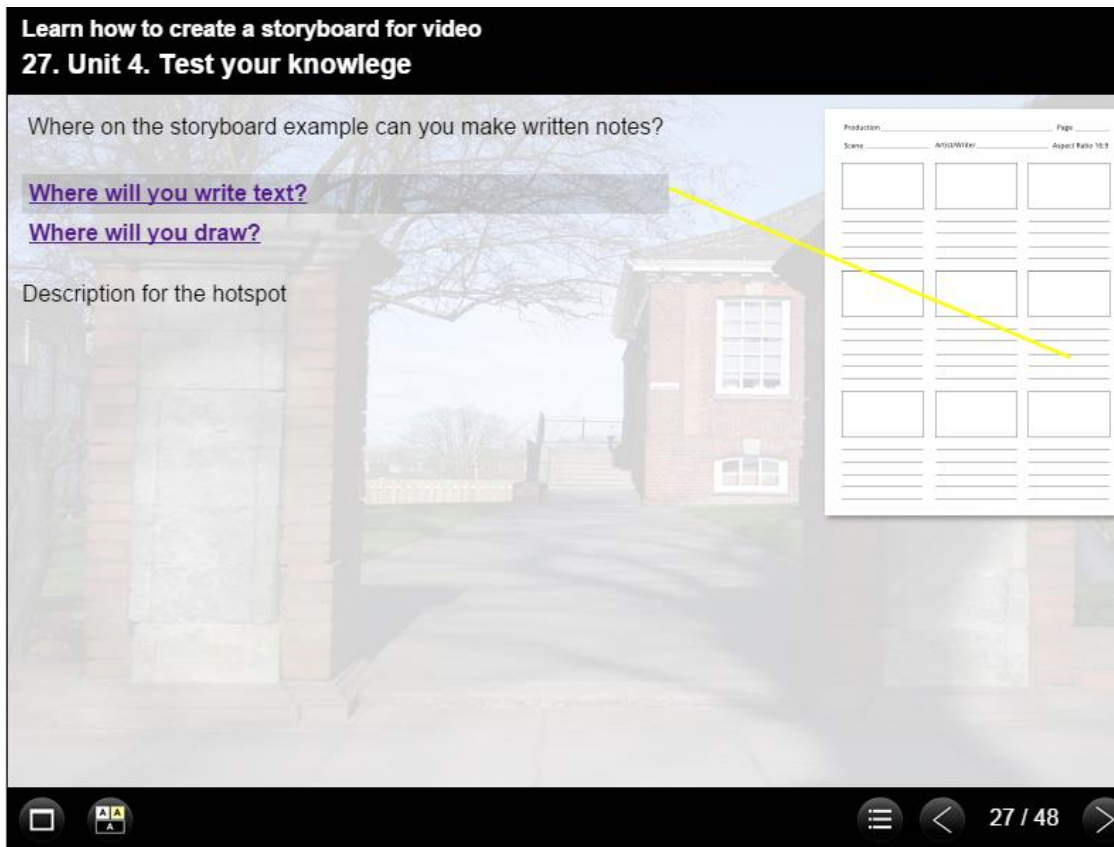 Learn how to create a storyboard for video
27. Unit 4. Test your knowlege
Where on the storyboard example can you make written notes?
Where will you write text?
Where will you draw?
Description for the hotspot
Production Page
Scene Artist/Writer Aspect Ratio 16:9
A A
A
27 / 48